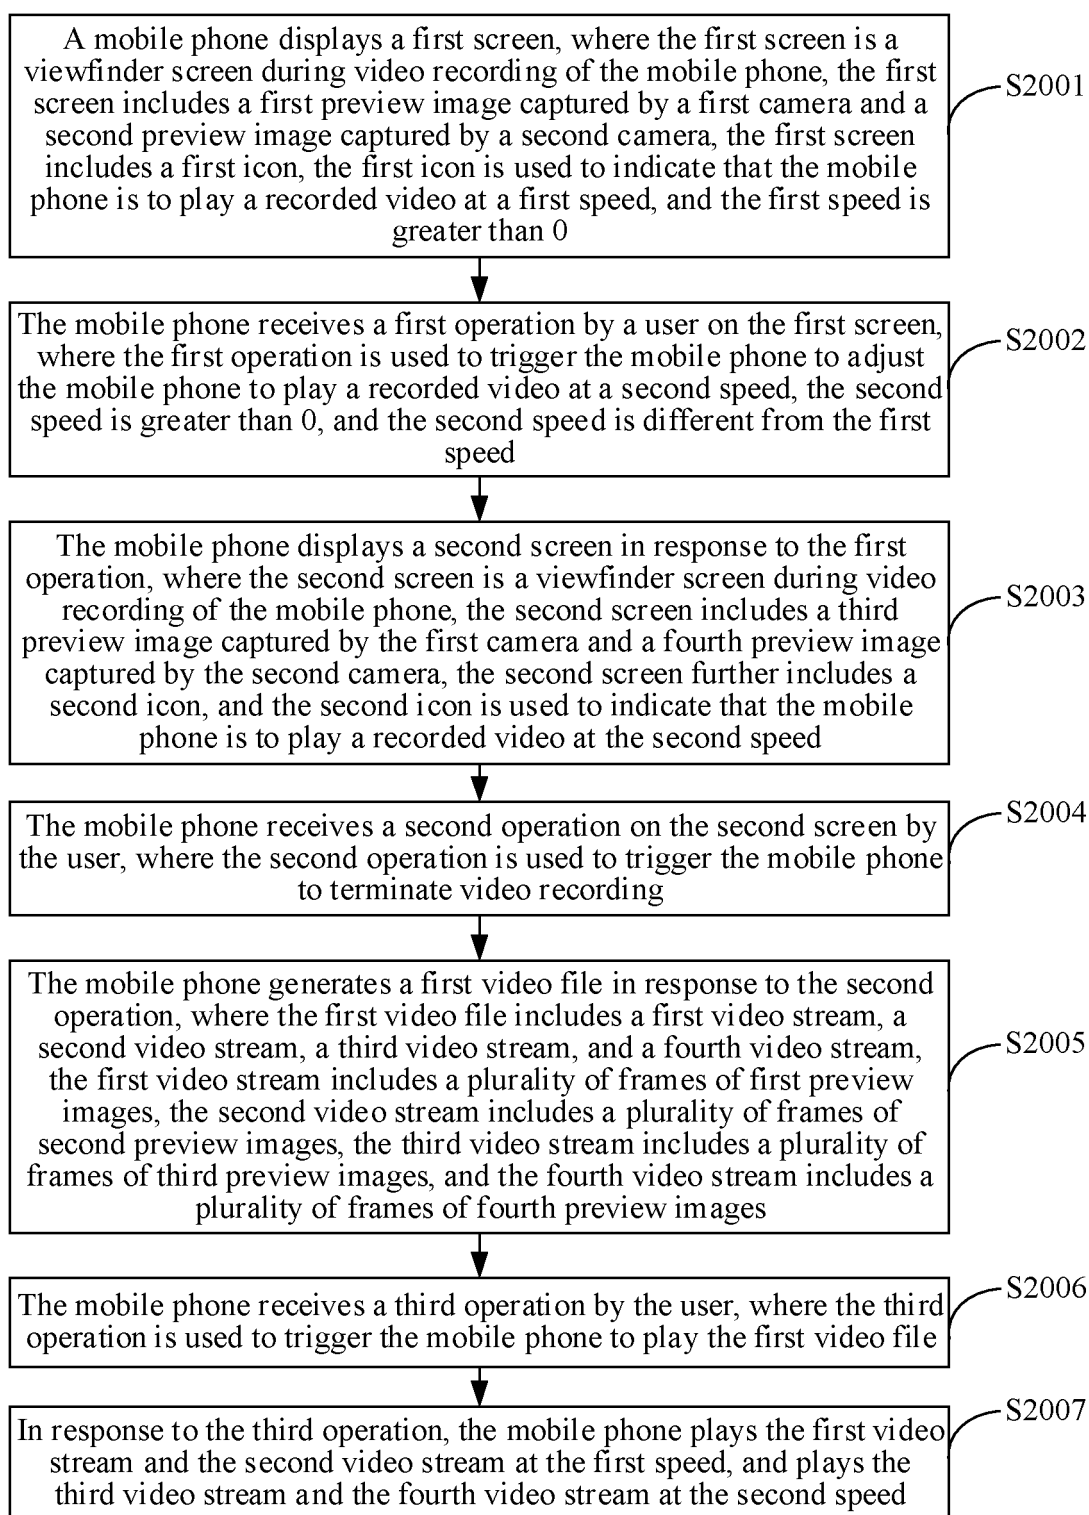 A mobile phone displays a first screen, where the first screen is a
viewfinder screen during video recording of the mobile phone, the first
screen includes a first preview image captured by a first camera and a
second preview image captured by a second camera, the first screen
includes a first icon, the first icon is used to indicate that the mobile
phone is to play a recorded video at a first speed, and the first speed is
greater than 0
S2001
The mobile phone receives a first operation by a user on the first screen,
where the first operation is used to trigger the mobile phone to adjust
the mobile phone to play a recorded video at a second speed, the second
speed is greater than 0, and the second speed is different from the first
speed
S2002
The mobile phone displays a second screen in response to the first
operation, where the second screen is a viewfinder screen during video
recording of the mobile phone, the second screen includes a third
preview image captured by the first camera and a fourth preview image
captured by the second camera, the second screen further includes a
second icon, and the second icon is used to indicate that the mobile
phone is to play a recorded video at the second speed
S2003
The mobile phone receives a second operation on the second screen by
the user, where the second operation is used to trigger the mobile phone
to terminate video recording
S2004
The mobile phone generates a first video file in response to the second
operation, where the first video file includes a first video stream, a
second video stream, a third video stream, and a fourth video stream,
the first video stream includes a plurality of frames of first preview
images, the second video stream includes a plurality of frames of
second preview images, the third video stream includes a plurality of
frames of third preview images, and the fourth video stream includes a
plurality of frames of fourth preview images
S2005
The mobile phone receives a third operation by the user, where the third
operation is used to trigger the mobile phone to play the first video file
S2006
In response to the third operation, the mobile phone plays the first video
stream and the second video stream at the first speed, and plays the
third video stream and the fourth video stream at the second speed
S2007